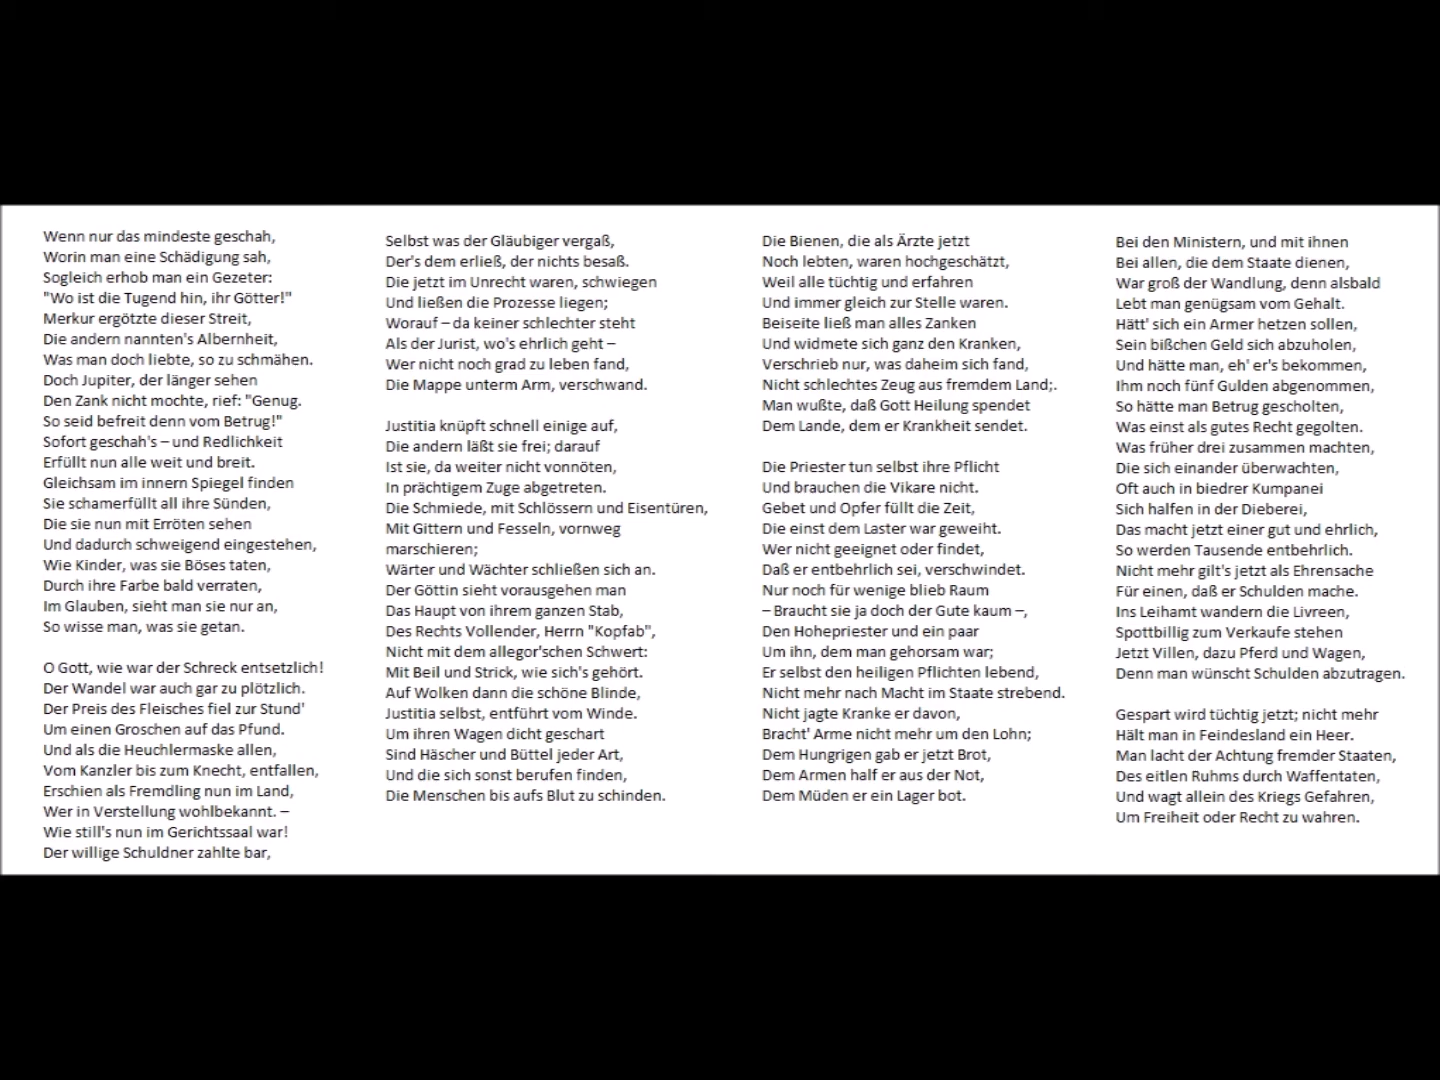 Wenn nur das mindeste geschah,
Worin man eine Schädigung sah,
Sogleich erhob man ein Gezeter:
"Wo ist die Tugend hin, ihr Götter!"
Merkur ergötzte dieser Streit,
Die andern nannten's Albernheit,
Was man doch liebte, so zu schmähen.
Doch Jupiter, der länger sehen
Den Zank nicht mochte, rief: "Genug.
So seid befreit denn vom Betrug!"
Sofort geschah's – und Redlichkeit
Erfüllt nun alle weit und breit.
Gleichsam im innern Spiegel finden
Sie schamerfüllt all ihre Sünden,
Die sie nun mit Erröten sehen
Und dadurch schweigend eingestehen,
Wie Kinder, was sie Böses taten,
Durch ihre Farbe bald verraten,
Im Glauben, sieht man sie nur an,
So wisse man, was sie getan.
O Gott, wie war der Schreck entsetzlich!
Der Wandel war auch gar zu plötzlich.
Der Preis des Fleisches fiel zur Stund'
Um einen Groschen auf das Pfund.
Und als die Heuchlermaske allen,
Vom Kanzler bis zum Knecht, entfallen,
Erschien als Fremdling nun im Land,
Wer in Verstellung wohlbekannt. –
Wie still's nun im Gerichtssaal war!
Der willige Schuldner zahlte bar,
Selbst was der Gläubiger vergaß,
Der's dem erließ, der nichts besaß.
Die jetzt im Unrecht waren, schwiegen
Und ließen die Prozesse liegen;
Worauf – da keiner schlechter steht
Als der Jurist, wo's ehrlich geht –
Wer nicht noch grad zu leben fand,
Die Mappe unterm Arm, verschwand.
Justitia knüpft schnell einige auf,
Die andern läßt sie frei; darauf
Ist sie, da weiter nicht vonnöten,
In prächtigem Zuge abgetreten.
Die Schmiede, mit Schlössern und Eisentüren,
Mit Gittern und Fesseln, vornweg
marschieren;
Wärter und Wächter schließen sich an.
Der Göttin sieht vorausgehen man
Das Haupt von ihrem ganzen Stab,
Des Rechts Vollender, Herrn "Kopfab",
Nicht mit dem allegor'schen Schwert:
Mit Beil und Strick, wie sich's gehört.
Auf Wolken dann die schöne Blinde,
Justitia selbst, entführt vom Winde.
Um ihren Wagen dicht geschart
Sind Häscher und Büttel jeder Art,
Und die sich sonst berufen finden,
Die Menschen bis aufs Blut zu schinden.
Die Bienen, die als Ärzte jetzt
Noch lebten, waren hochgeschätzt,
Weil alle tüchtig und erfahren
Und immer gleich zur Stelle waren.
Beiseite ließ man alles Zanken
Und widmete sich ganz den Kranken,
Verschrieb nur, was daheim sich fand,
Nicht schlechtes Zeug aus fremdem Land;.
Man wußte, daß Gott Heilung spendet
Dem Lande, dem er Krankheit sendet.
Die Priester tun selbst ihre Pflicht
Und brauchen die Vikare nicht.
Gebet und Opfer füllt die Zeit,
Die einst dem Laster war geweiht.
Wer nicht geeignet oder findet,
Daß er entbehrlich sei, verschwindet.
Nur noch für wenige blieb Raum
– Braucht sie ja doch der Gute kaum –,
Den Hohepriester und ein paar
Um ihn, dem man gehorsam war;
Er selbst den heiligen Pflichten lebend,
Nicht mehr nach Macht im Staate strebend.
Nicht jagte Kranke er davon,
Bracht' Arme nicht mehr um den Lohn;
Dem Hungrigen gab er jetzt Brot,
Dem Armen half er aus der Not,
Dem Müden er ein Lager bot.
Bei den Ministern, und mit ihnen
Bei allen, die dem Staate dienen,
War groß der Wandlung, denn alsbald
Lebt man genügsam vom Gehalt.
Hätt' sich ein Armer hetzen sollen,
Sein bißchen Geld sich abzuholen,
Und hätte man, eh' er's bekommen,
Ihm noch fünf Gulden abgenommen,
So hätte man Betrug gescholten,
Was einst als gutes Recht gegolten.
Was früher drei zusammen machten,
Die sich einander überwachten,
Oft auch in biedrer Kumpanei
Sich halfen in der Dieberei,
Das macht jetzt einer gut und ehrlich,
So werden Tausende entbehrlich.
Nicht mehr gilt's jetzt als Ehrensache
Für einen, daß er Schulden mache.
Ins Leihamt wandern die Livreen,
Spottbillig zum Verkaufe stehen
Jetzt Villen, dazu Pferd und Wagen,
Denn man wünscht Schulden abzutragen.
Gespart wird tüchtig jetzt; nicht mehr
Hält man in Feindesland ein Heer.
Man lacht der Achtung fremder Staaten,
Des eitlen Ruhms durch Waffentaten,
Und wagt allein des Kriegs Gefahren,
Um Freiheit oder Recht zu wahren.